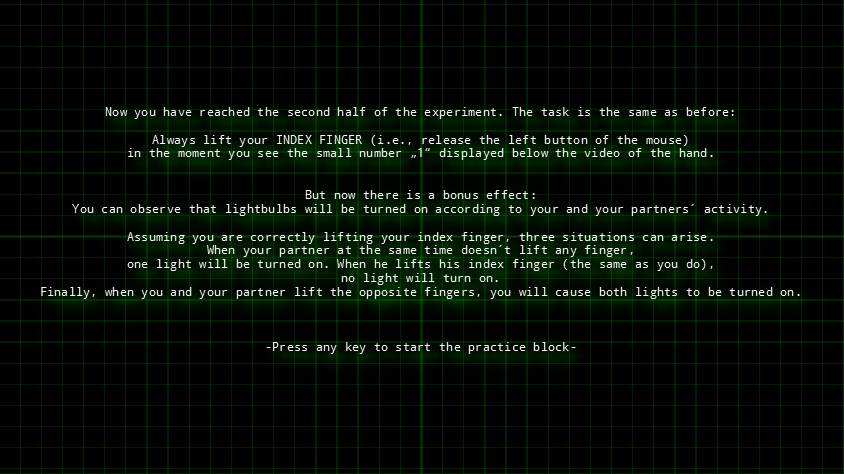 Now you have reached the second half of the experiment. The task is the same as before:
Always lift your INDEX FINGER (i.e., release the left button of the mouse)
in the moment you see the small number „1“ displayed below the video of the hand.
But now there is a bonus effect:
You can observe that lightbulbs will be turned on according to your and your partners´ activity.
Assuming you are correctly lifting your index finger, three situations can arise.
When your partner at the same time doesn´t lift any finger,
one light will be turned on. When he lifts his index finger (the same as you do),
no light will turn on.
Finally, when you and your partner lift the opposite fingers, you will cause both lights to be turned on.
-Press any key to start the practice block-